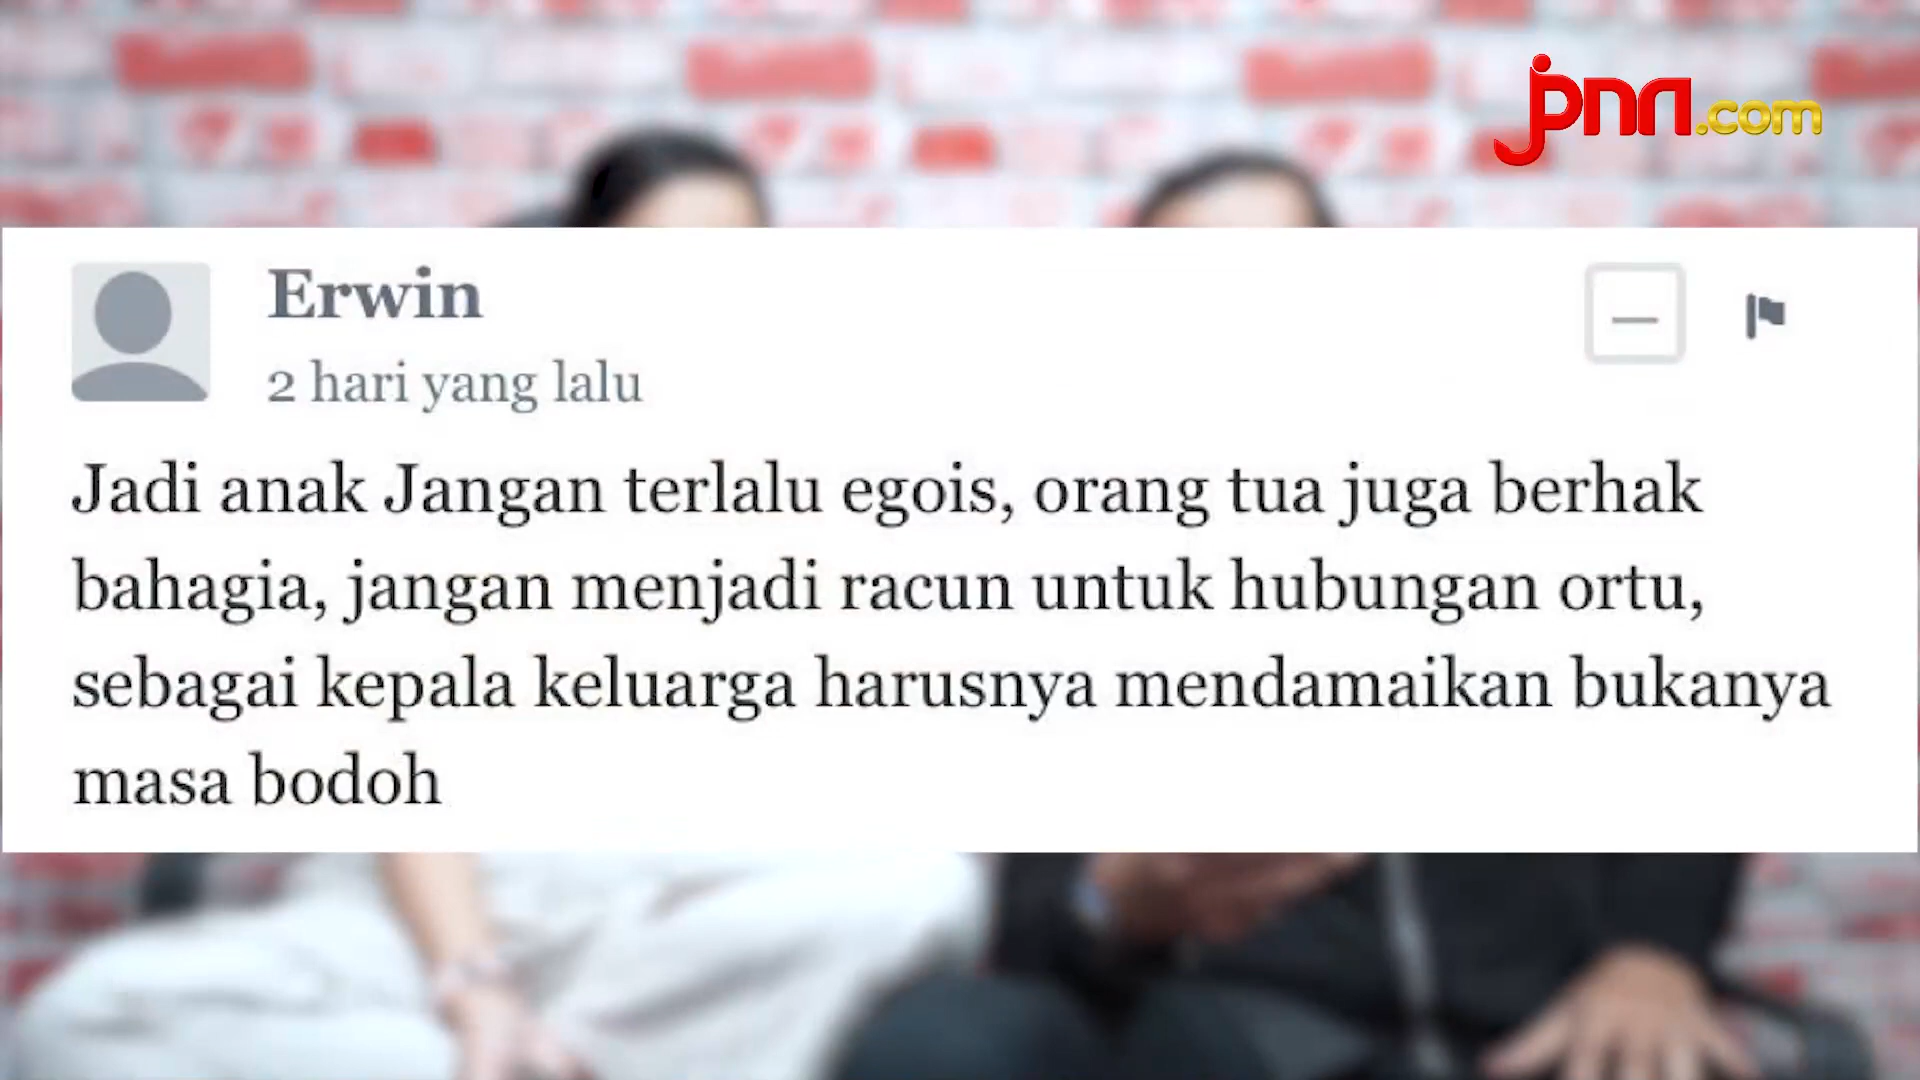 jpnn.com
Erwin
2 hari yang lalu
Jadi anak Jangan terlalu egois, orang tua juga berhak
bahagia, jangan menjadi racun untuk hubungan ortu,
sebagai kepala keluarga harusnya mendamaikan bukanya
masa bodoh